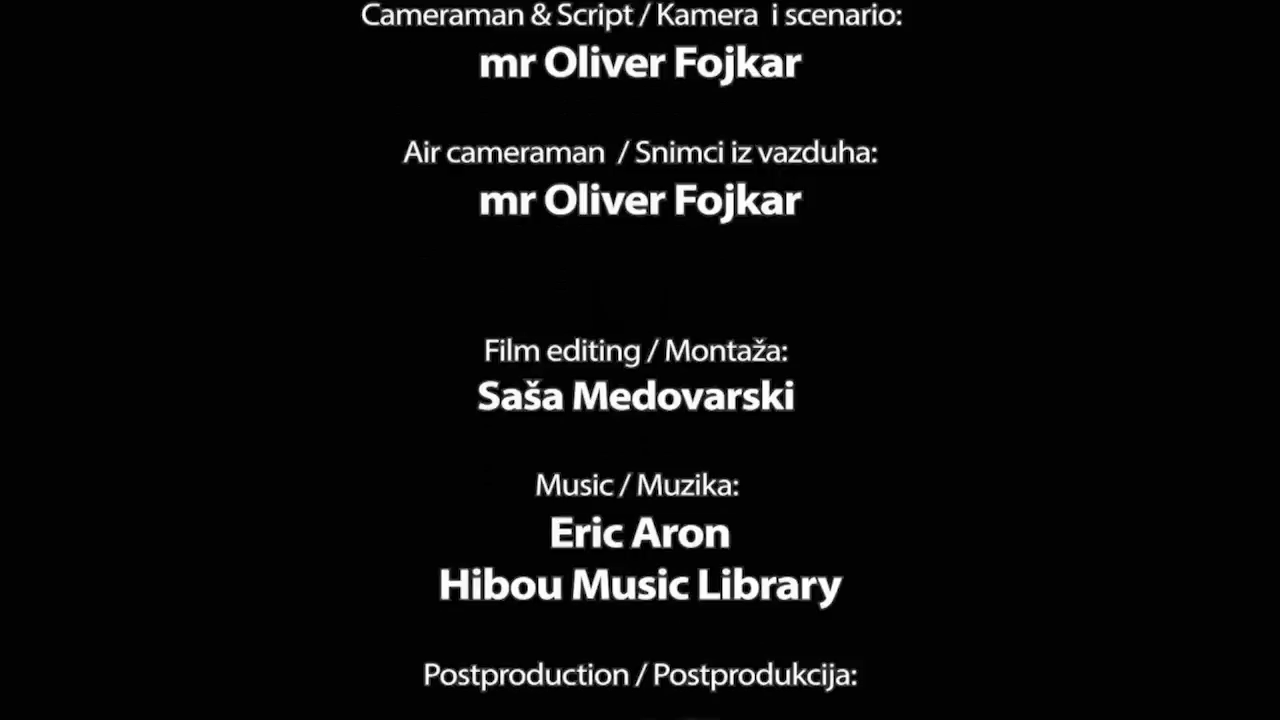 Cameraman & Script / Kamera i scenario:
mr Oliver Fojkar
Air cameraman / Snimci iz vazduha:
mr Oliver Fojkar
Film editing / Montaža:
Saša Medovarski
Music / Muzika:
Eric Aron
Hibou Music Library
Postproduction / Postprodukcija: